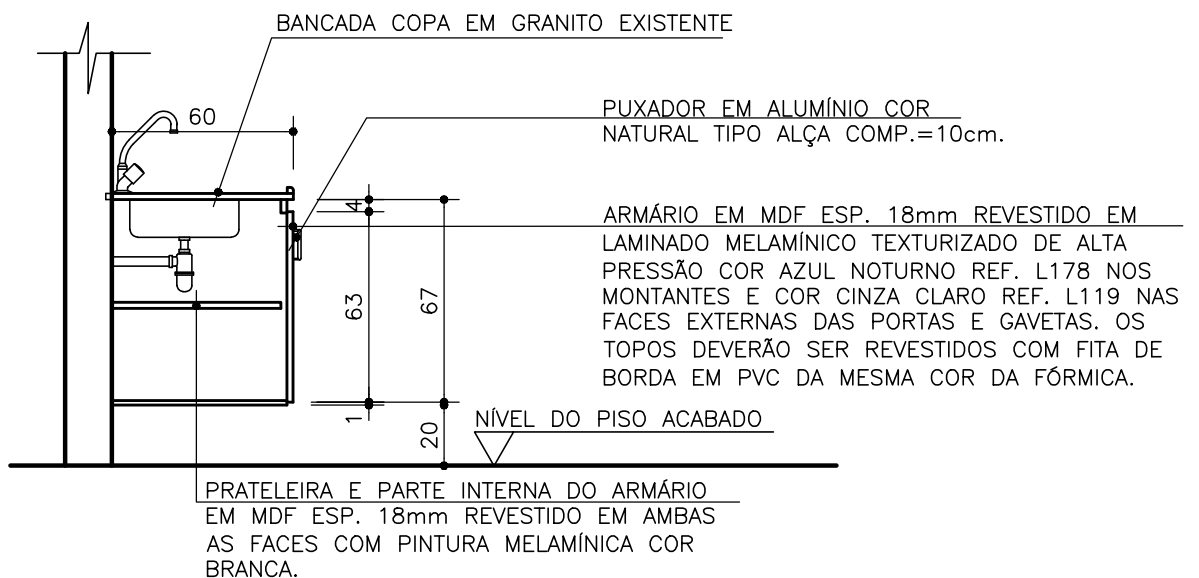 BANCADA COPA EM GRANITO EXISTENTE
60
PUXADOR EM ALUMÍNIO COR
NATURAL TIPO ALÇA COMP.=10cm.
4
63
67
1
20
ARMÁRIO EM MDF ESP. 18mm REVESTIDO EM
LAMINADO MELAMÍNICO TEXTURIZADO DE ALTA
PRESSÃO COR AZUL NOTURNO REF. L178 NOS
MONTANTES E COR CINZA CLARO REF. L119 NAS
FACES EXTERNAS DAS PORTAS E GAVETAS. OS
TOPOS DEVERÃO SER REVESTIDOS COM FITA DE
BORDA EM PVC DA MESMA COR DA FÓRMICA.
NÍVEL DO PISO ACABADO
PRATELEIRA E PARTE INTERNA DO ARMÁRIO
EM MDF ESP. 18mm REVESTIDO EM AMBAS
AS FACES COM PINTURA MELAMÍNICA COR
BRANCA.